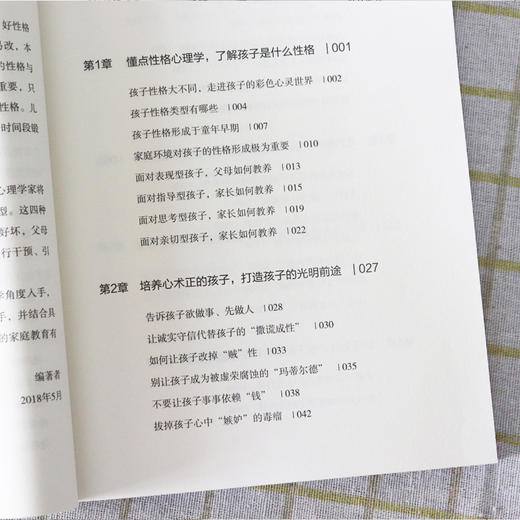 好性格
易改，本
的性格与
重要，只
性格。儿
时间段最
心理学家将
型。这四种
好坏，父母
行干预、引
学角度入手，
手，并结合具
的家庭教育有
编著者
2018年5月
第1章 懂点性格心理学，了解孩子是什么性格 |001
孩子性格大不同，走进孩子的彩色心灵世界 |002
孩子性格类型有哪些 |004
孩子性格形成于童年早期 |007
家庭环境对孩子的性格形成极为重要 |010
面对表现型孩子，父母如何教养 |013
面对指导型孩子，家长如何教养 |015
面对思考型孩子，家长如何教养 |019
面对亲切型孩子，家长如何教养 |022
第2章 培养心术正的孩子，打造孩子的光明前途 |027
告诉孩子欲做事、先做人 |028
让诚实守信代替孩子的“撒谎成性” |030
如何让孩子改掉“贼”性 |033
别让孩子成为被虚荣腐蚀的“玛蒂尔德” |035
不要让孩子事事依赖“钱” |038
拔掉孩子心中“嫉妒”的毒瘤 |042